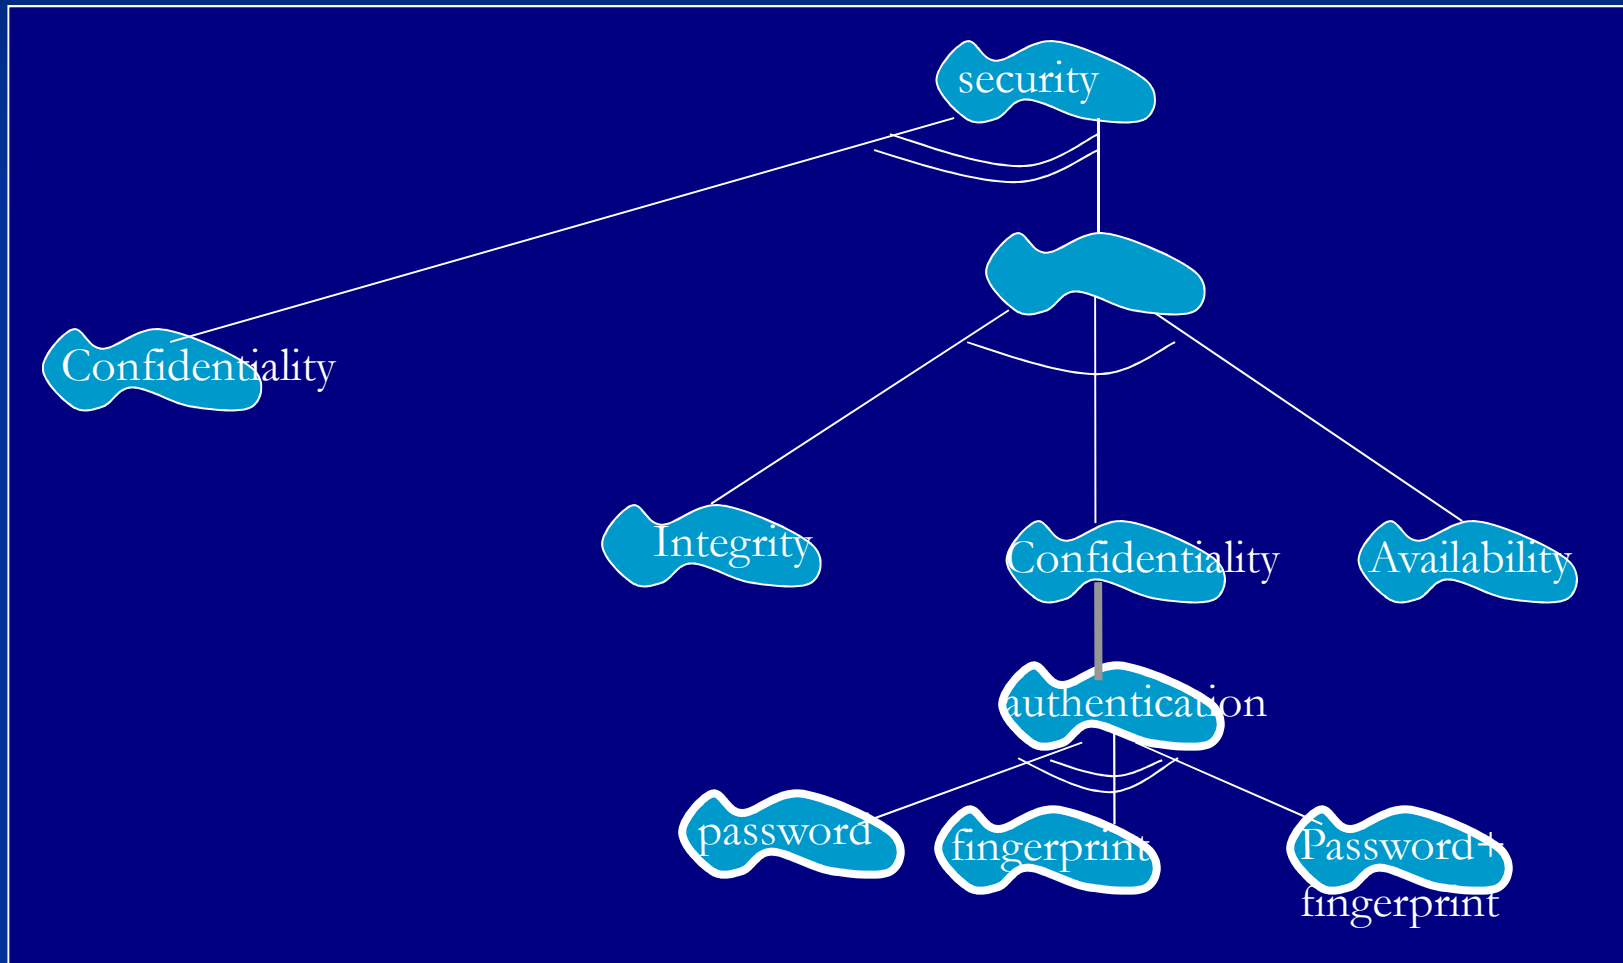 security
Confidentiality
Integrity
Confidentiality
Availability
authentication
password
fingerprint
Password+
fingerprint